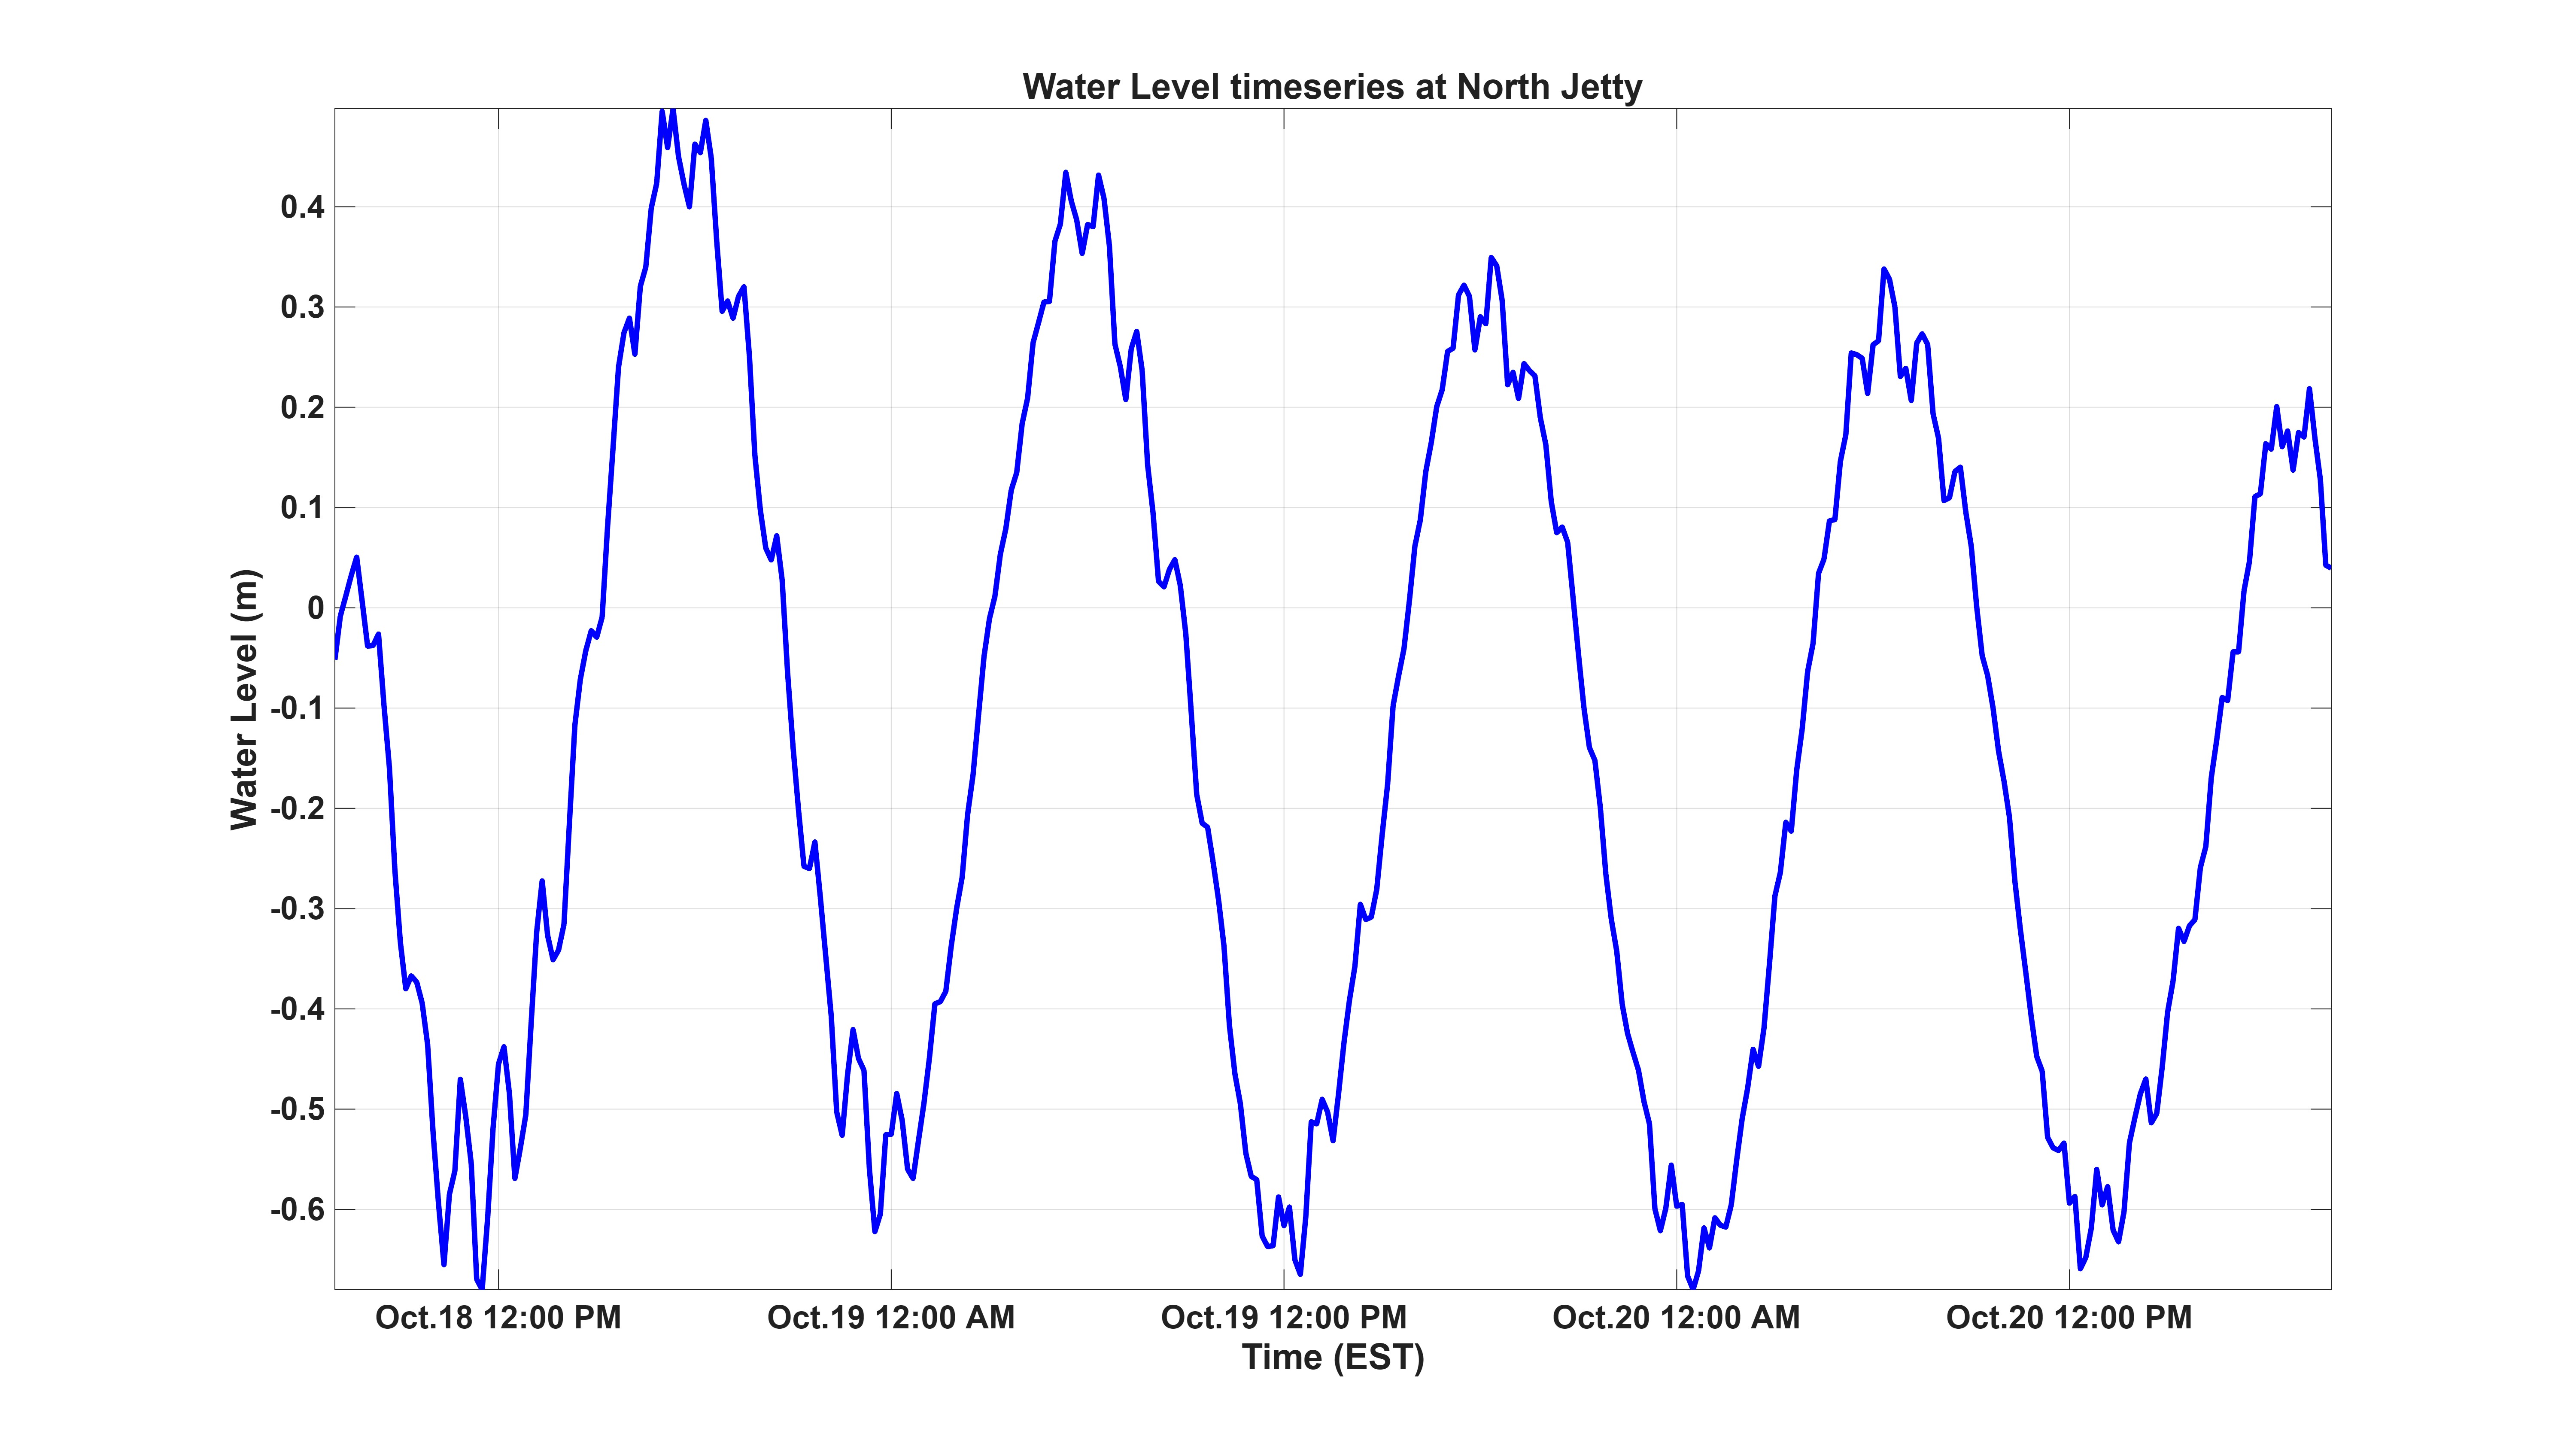 Water Level timeseries at North Jetty
0.4
0.3
0.2
0.1
0
-0.1
-0.2
-0.3
-0.4
-0.5
-0.6
Water Level (m)
Oct.18 12:00 PM
Oct.19 12:00 AM
Oct.19 12:00 PM
Oct.20 12:00 AM
Oct.20 12:00 PM
Time (EST)